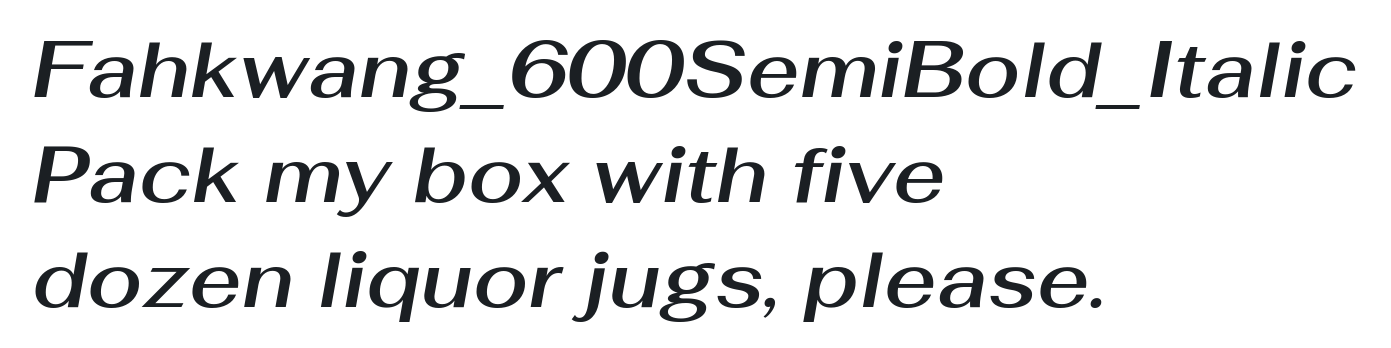 Fahkwang_600SemiBold_Italic
Pack my box with five
dozen liquor jugs, please.